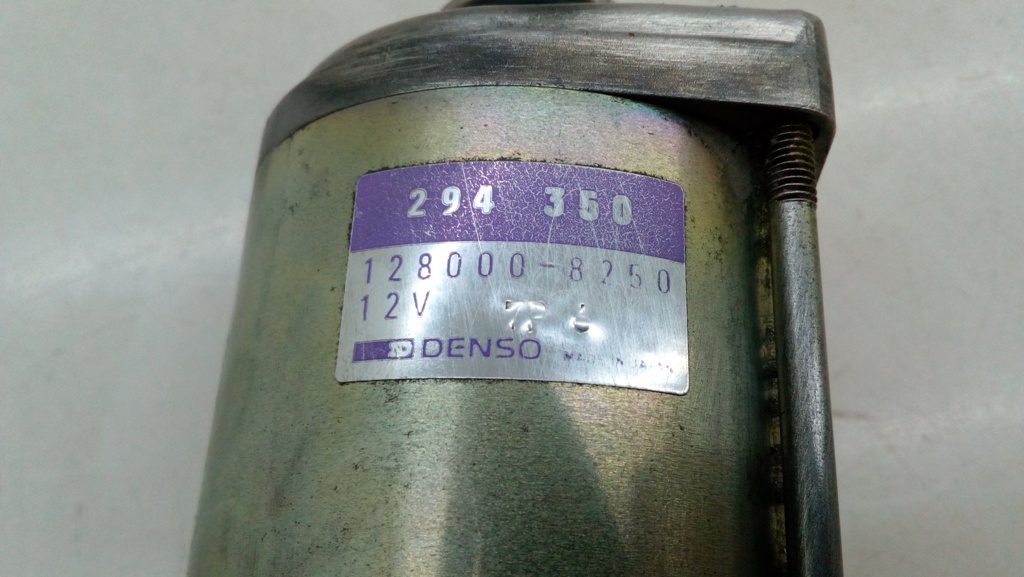 294 350
128000-8250
12V
DENSO MADE IN JAPAN